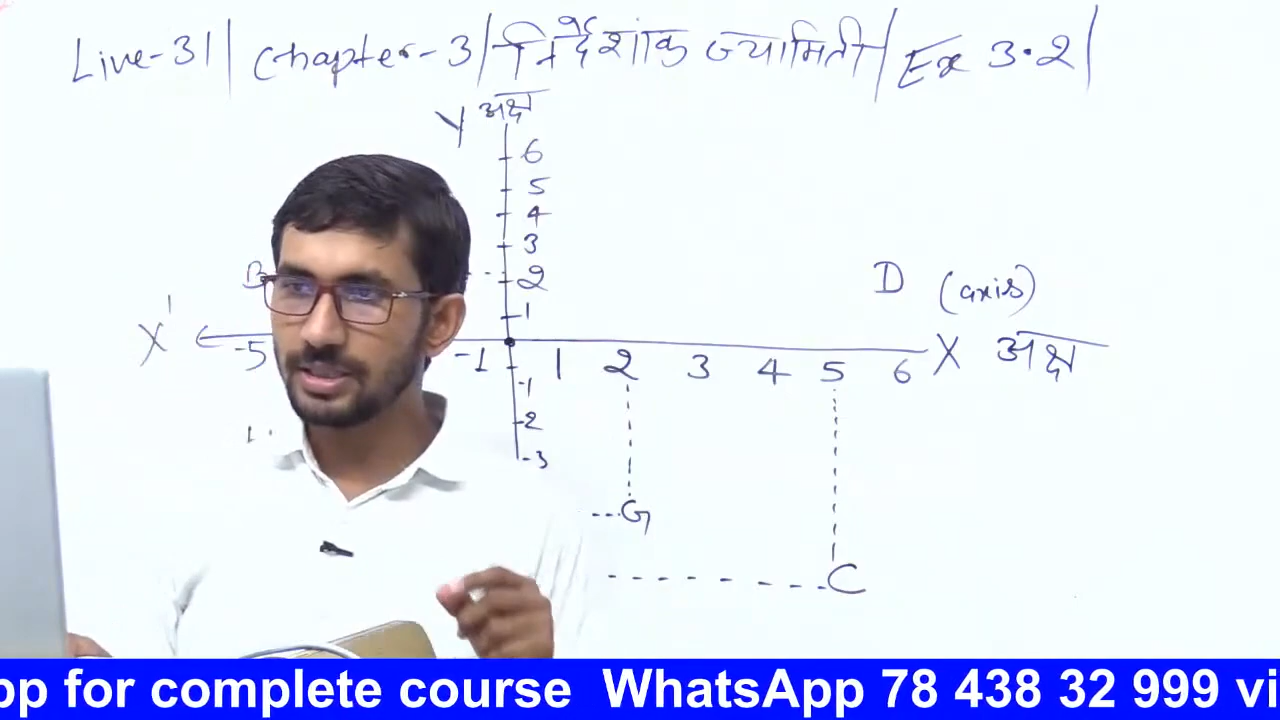 Live-31 | Chapter-3 | निर्देशांक ज्यामिती | Ex 3.2 |
Y अक्ष
6
5
4
3
B 2 D (axis)
1
X' -5 -1 1 2 3 4 5 6 X अक्ष
-1
-2
-3
G
C
pp for complete course WhatsApp 78 438 32 999 vi